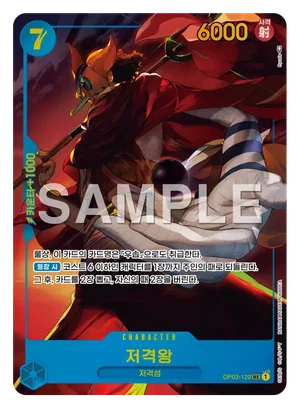 7
6000
사격
射
카운터+1000
SAMPLE
룰상, 이 카드의 카드명은 「우솝」으로도 취급한다.
등장 시 코스트 6 이하인 캐릭터를 1장까지 주인의 패로 되돌린다.
그 후, 카드를 2장 뽑고, 자신의 패 2장을 버린다.
CHARACTER
저격왕
저격섬
OP03-122 SEC 1